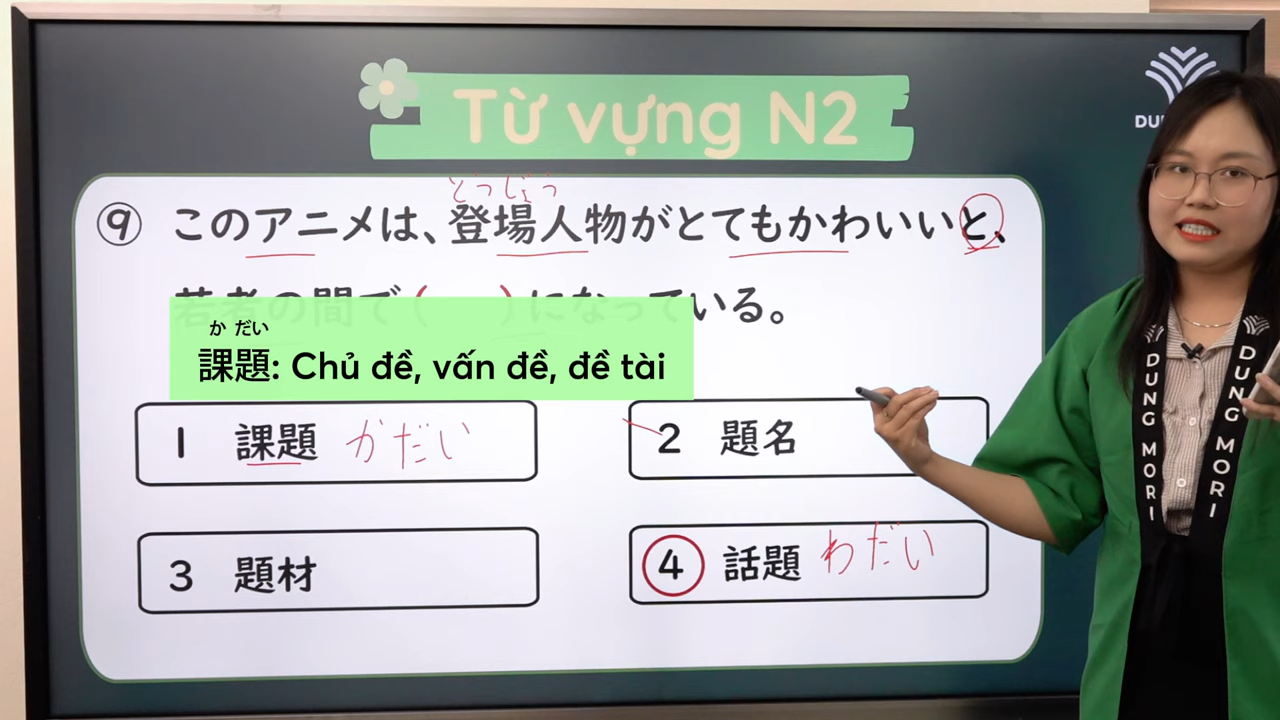 Từ vựng N2
DU
とうじょう
⑨ このアニメは、登場人物がとてもかわいいと、
若者の間で( )になっている。
か だい
課題: Chủ đề, vấn đề, đề tài
1 課題 かだい
2 題名
3 題材
4 話題 わだい
DUNG MORI
DUNG MORI